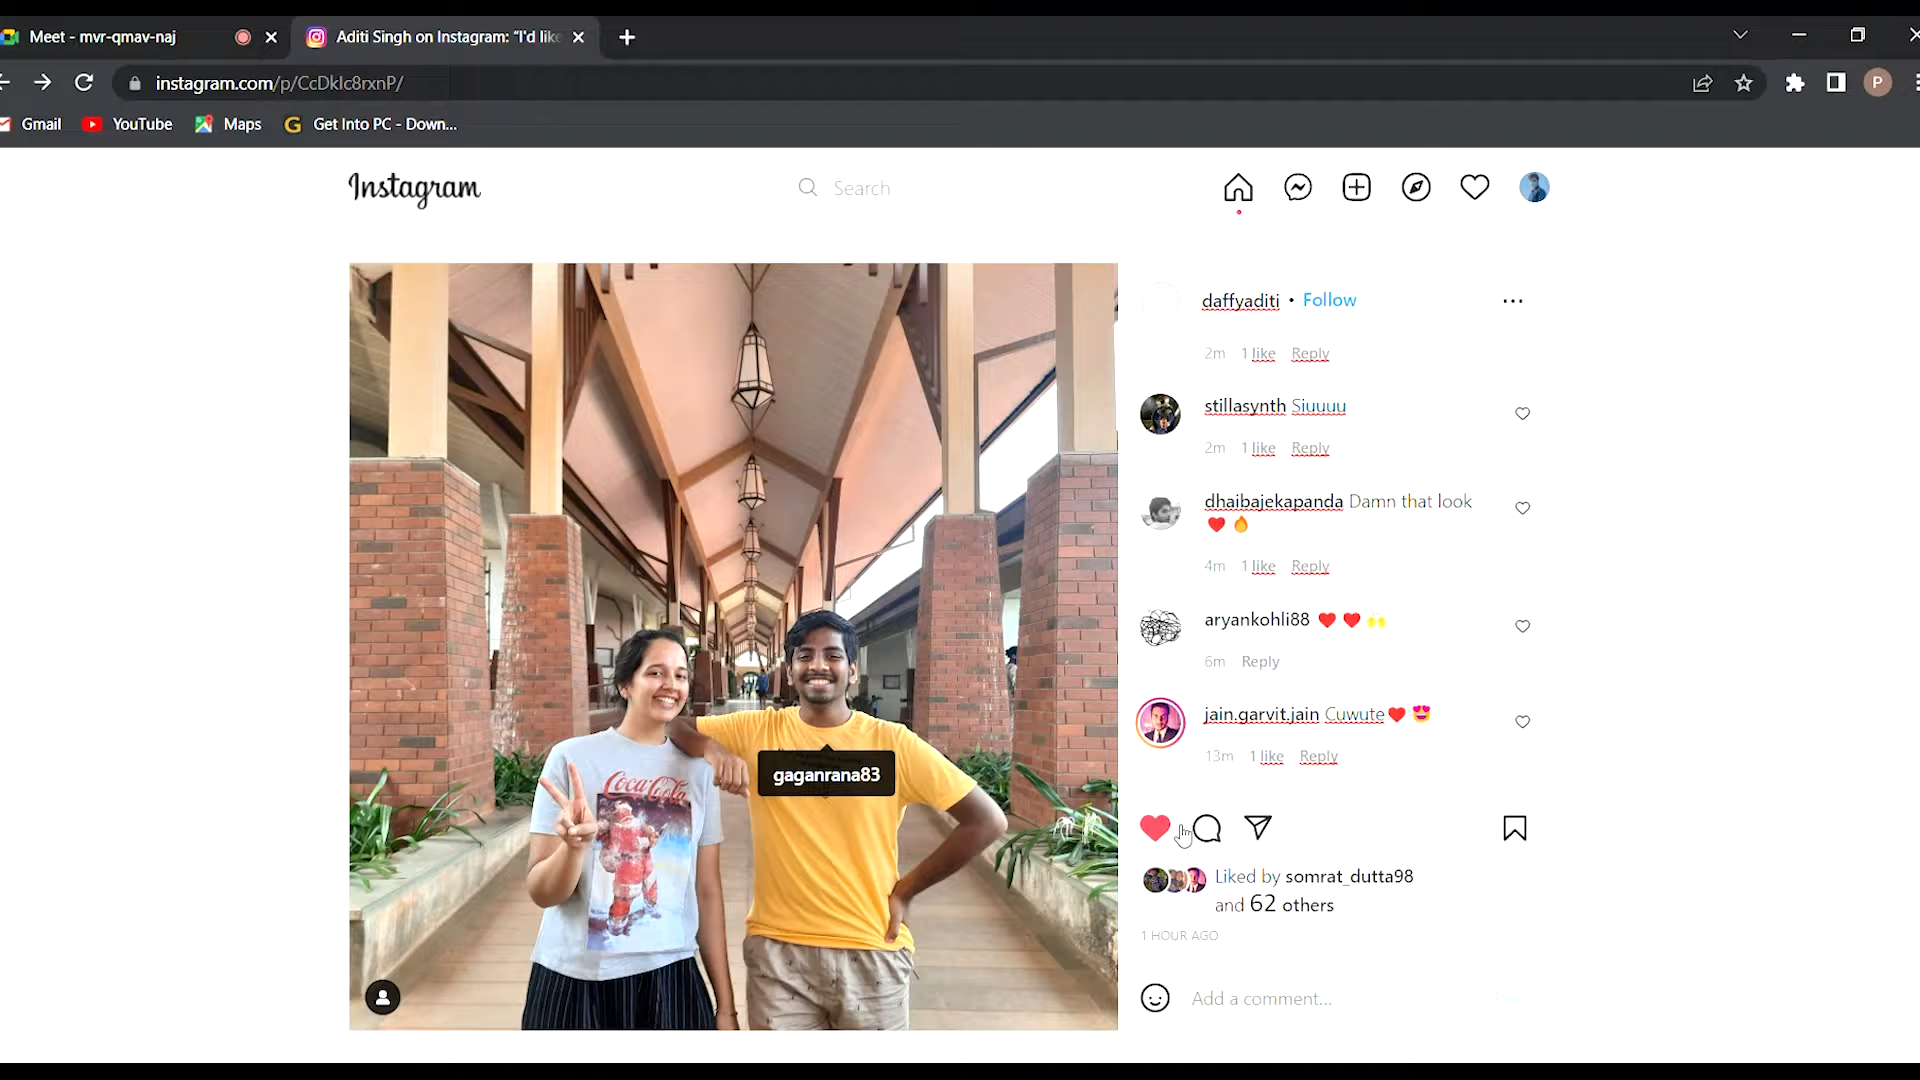 Meet - mvr-qmav-naj
Aditi Singh on Instagram: “I'd like
instagram.com/p/CcDkIc8rxnP/
P
Gmail
YouTube
Maps
Get Into PC - Down...
Instagram
Search
daffyaditi • Follow
2m 1 like Reply
stillasynth Siuuuu
2m 1 like Reply
dhaibajekapanda Damn that look
❤️ 🔥
4m 1 like Reply
aryankohli88 ❤️ ❤️ 🙌
6m Reply
jain.garvit.jain Cuwute❤️ 😍
13m 1 like Reply
Coca-Cola
gaganrana83
Liked by somrat_dutta98
and 62 others
1 HOUR AGO
Add a comment...